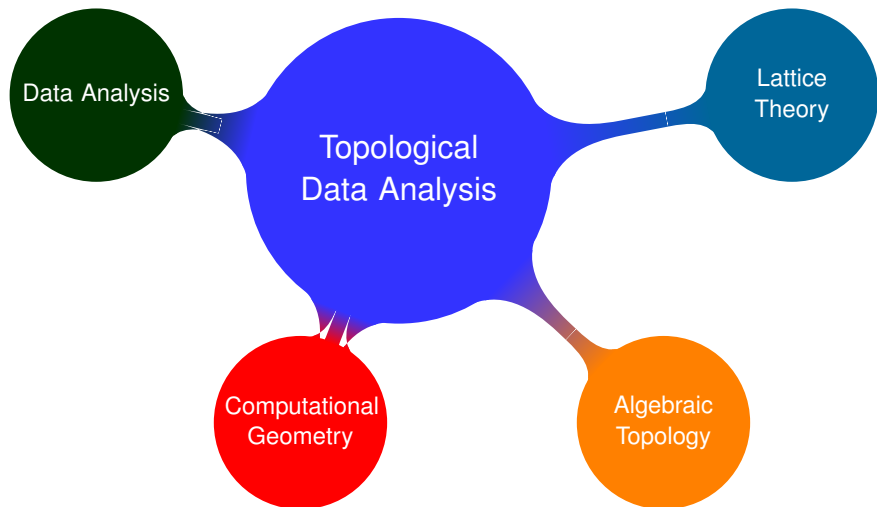 Data Analysis
Topological
Data Analysis
Lattice
Theory
Computational
Geometry
Algebraic
Topology